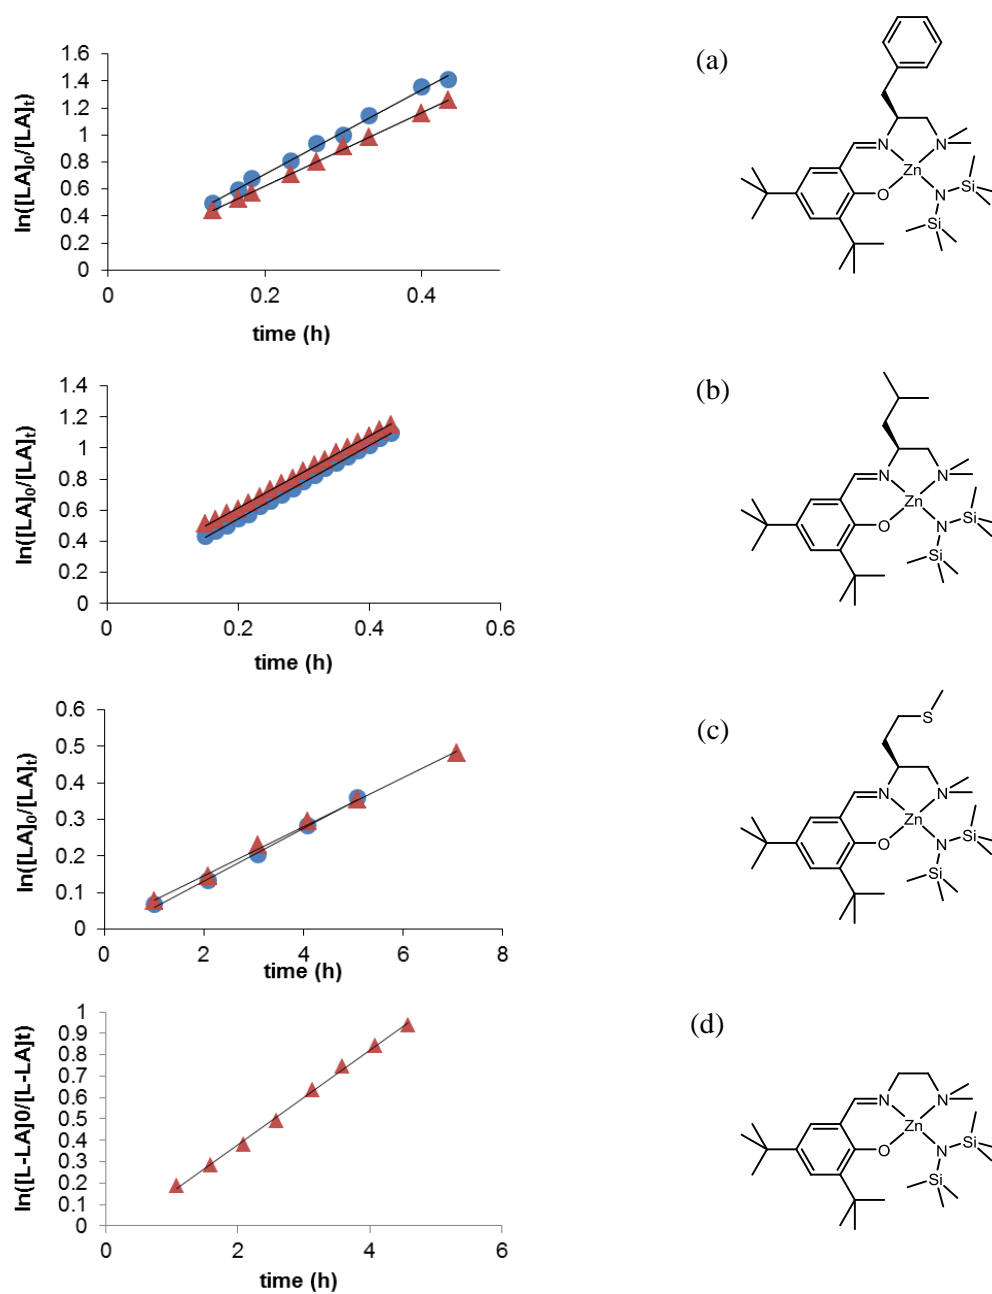 ln([LA]₀/[LA]ₜ)
1.6
1.4
1.2
1
0.8
0.6
0.4
0.2
0
0
0.2
0.4
time (h)
(a)
N
N
Zn
O
N
Si
Si
ln([LA]₀/[LA]ₜ)
1.4
1.2
1
0.8
0.6
0.4
0.2
0
0
0.2
0.4
0.6
time (h)
(b)
N
N
Zn
O
N
Si
Si
ln([LA]₀/[LA]ₜ)
0.6
0.5
0.4
0.3
0.2
0.1
0
0
2
4
6
8
time (h)
(c)
S
N
N
Zn
O
N
Si
Si
ln([L-LA]0/[L-LA]t)
1
0.9
0.8
0.7
0.6
0.5
0.4
0.3
0.2
0.1
0
0
2
4
6
time (h)
(d)
N
N
Zn
O
N
Si
Si